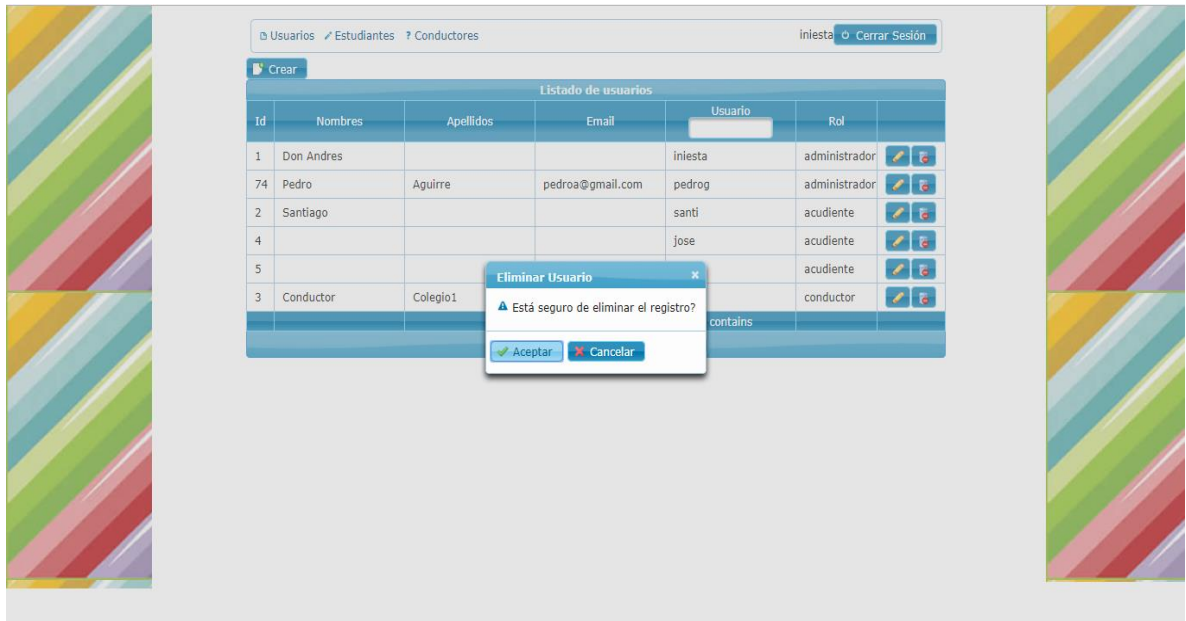 Usuarios Estudiantes ? Conductores iniesta Cerrar Sesión
Crear
Listado de usuarios
Id Nombres Apellidos Email Usuario Rol
1 Don Andres iniesta administrador
74 Pedro Aguirre pedroa@gmail.com pedrog administrador
2 Santiago santi acudiente
4 jose acudiente
5 acudiente
3 Conductor Colegio1 conductor
contains
Eliminar Usuario
Está seguro de eliminar el registro?
Aceptar Cancelar